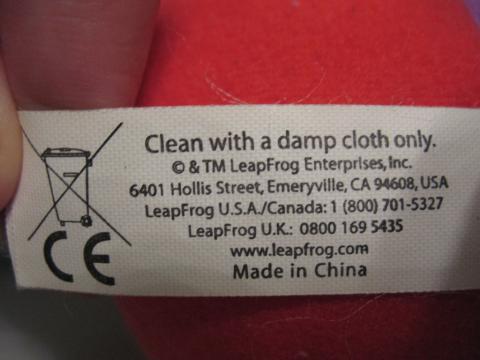 Clean with a damp cloth only.
© & TM LeapFrog Enterprises, Inc.
6401 Hollis Street, Emeryville, CA 94608, USA
LeapFrog U.S.A./Canada: 1 (800) 701-5327
LeapFrog U.K.: 0800 169 5435
www.leapfrog.com
Made in China
CE